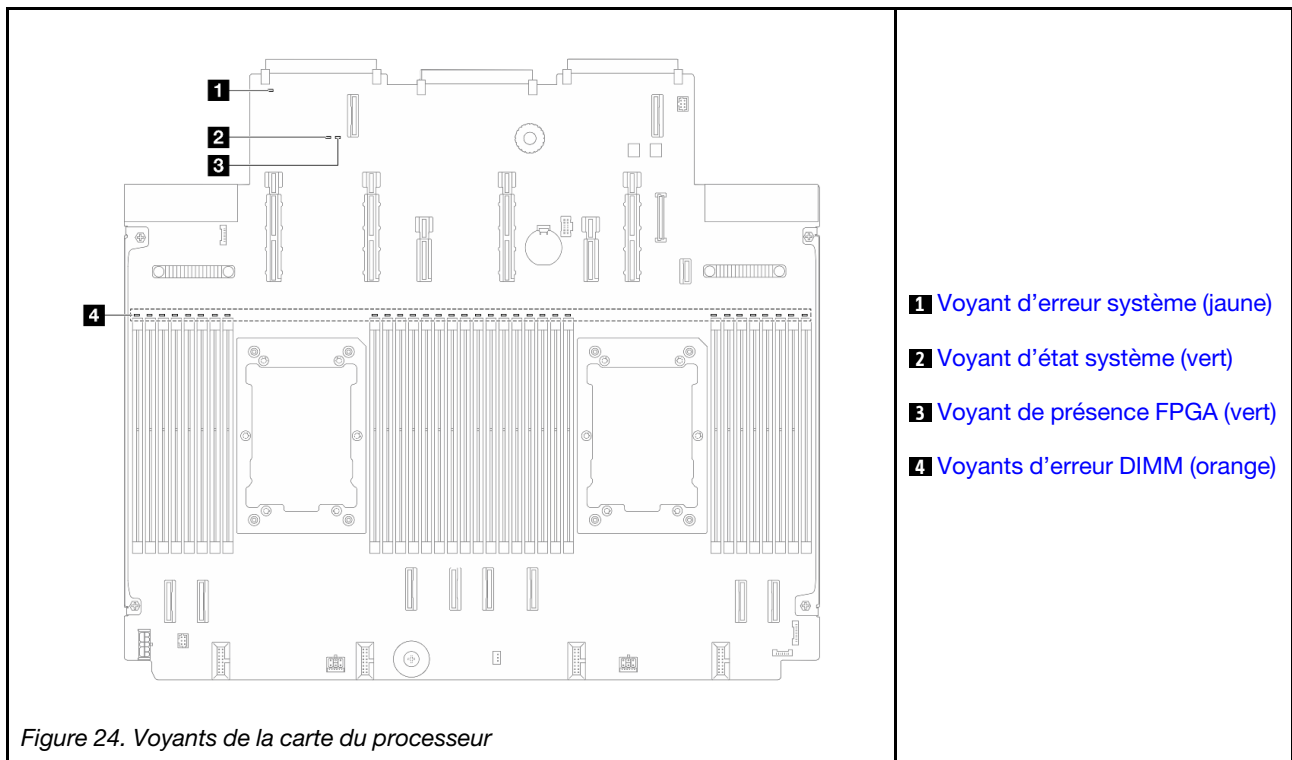 1
2
3
4
Figure 24. Voyants de la carte du processeur
1 Voyant d’erreur système (jaune)
2 Voyant d’état système (vert)
3 Voyant de présence FPGA (vert)
4 Voyants d’erreur DIMM (orange)